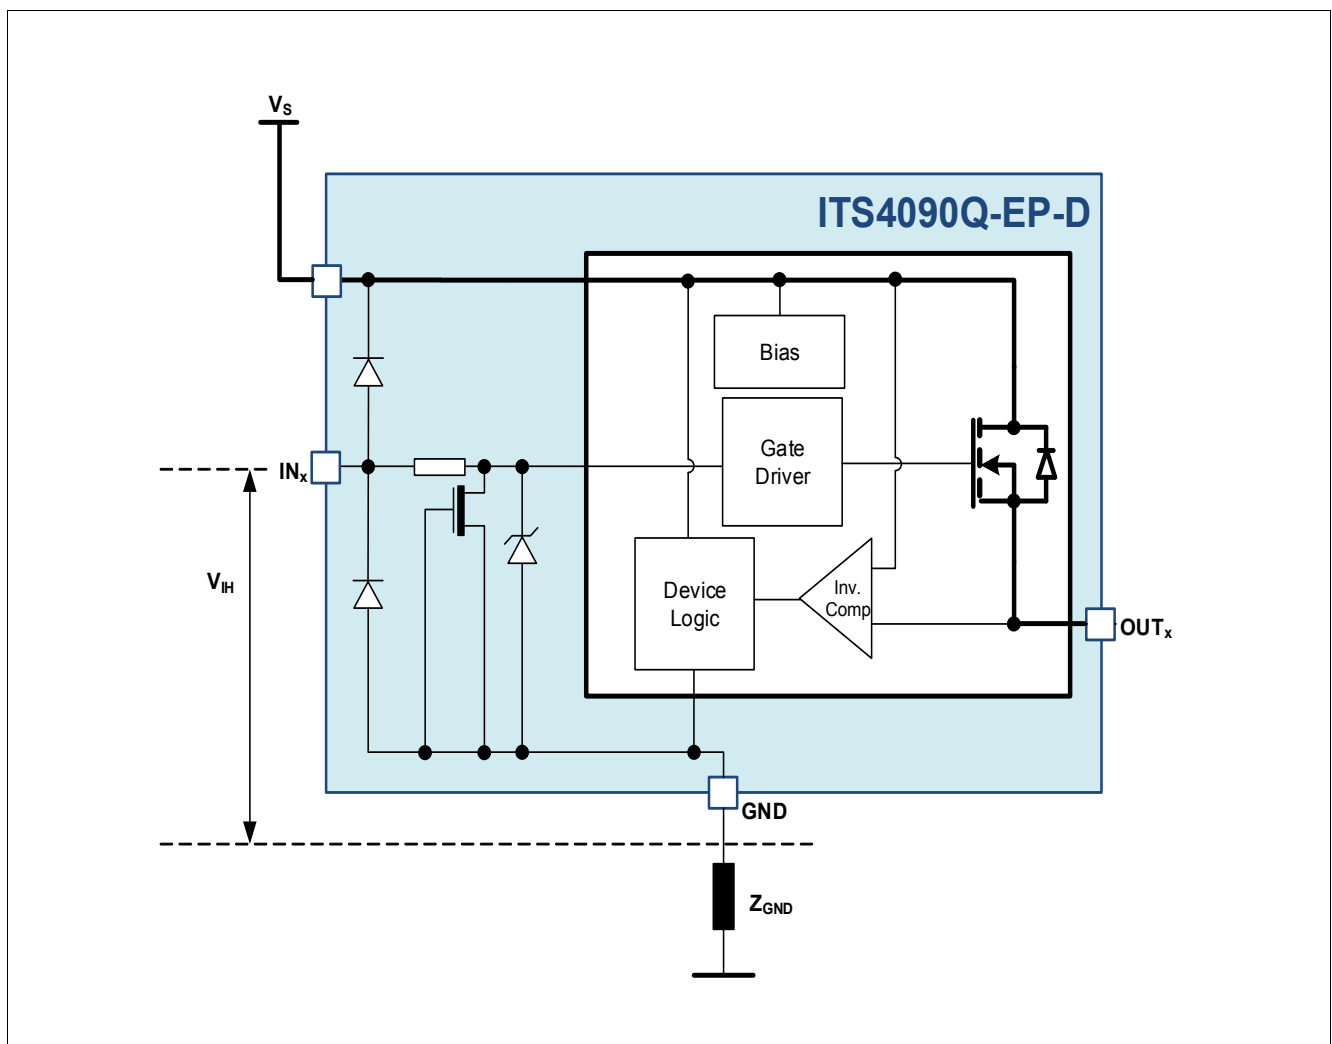 VS
ITS4090Q-EP-D
Bias
Gate
Driver
INx
VIH
Device
Logic
Inv.
Comp
OUTx
GND
ZGND